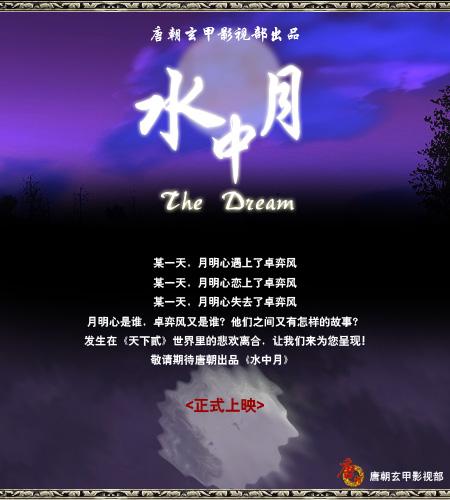 唐朝玄甲影视部出品
水中月
The Dream
某一天，月明心遇上了卓弈风
某一天，月明心恋上了卓弈风
某一天，月明心失去了卓弈风
月明心是谁，卓弈风又是谁？他们之间又有怎样的故事？
发生在《天下贰》世界里的悲欢离合，让我们来为您呈现！
敬请期待唐朝出品《水中月》
<正式上映>
唐朝玄甲影视部